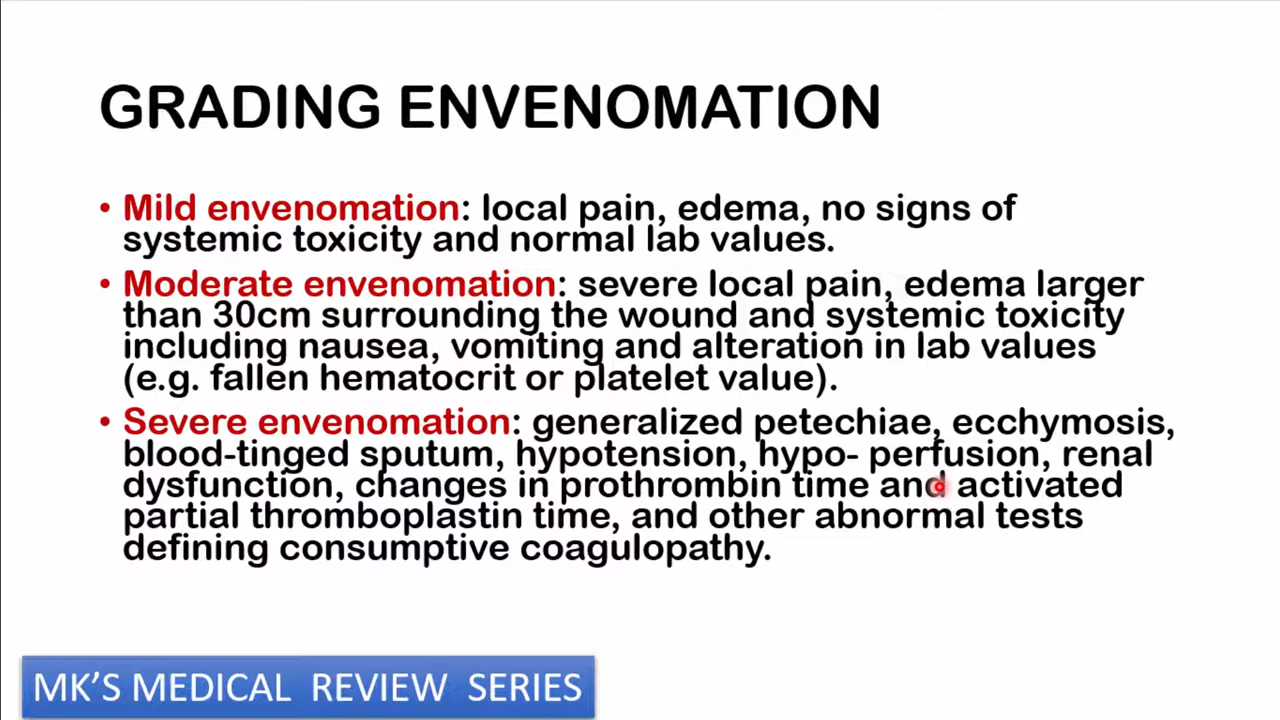 GRADING ENVENOMATION
• Mild envenomation: local pain, edema, no signs of
systemic toxicity and normal lab values.
• Moderate envenomation: severe local pain, edema larger
than 30cm surrounding the wound and systemic toxicity
including nausea, vomiting and alteration in lab values
(e.g. fallen hematocrit or platelet value).
• Severe envenomation: generalized petechiae, ecchymosis,
blood-tinged sputum, hypotension, hypo- perfusion, renal
dysfunction, changes in prothrombin time and activated
partial thromboplastin time, and other abnormal tests
defining consumptive coagulopathy.
MK'S MEDICAL REVIEW SERIES